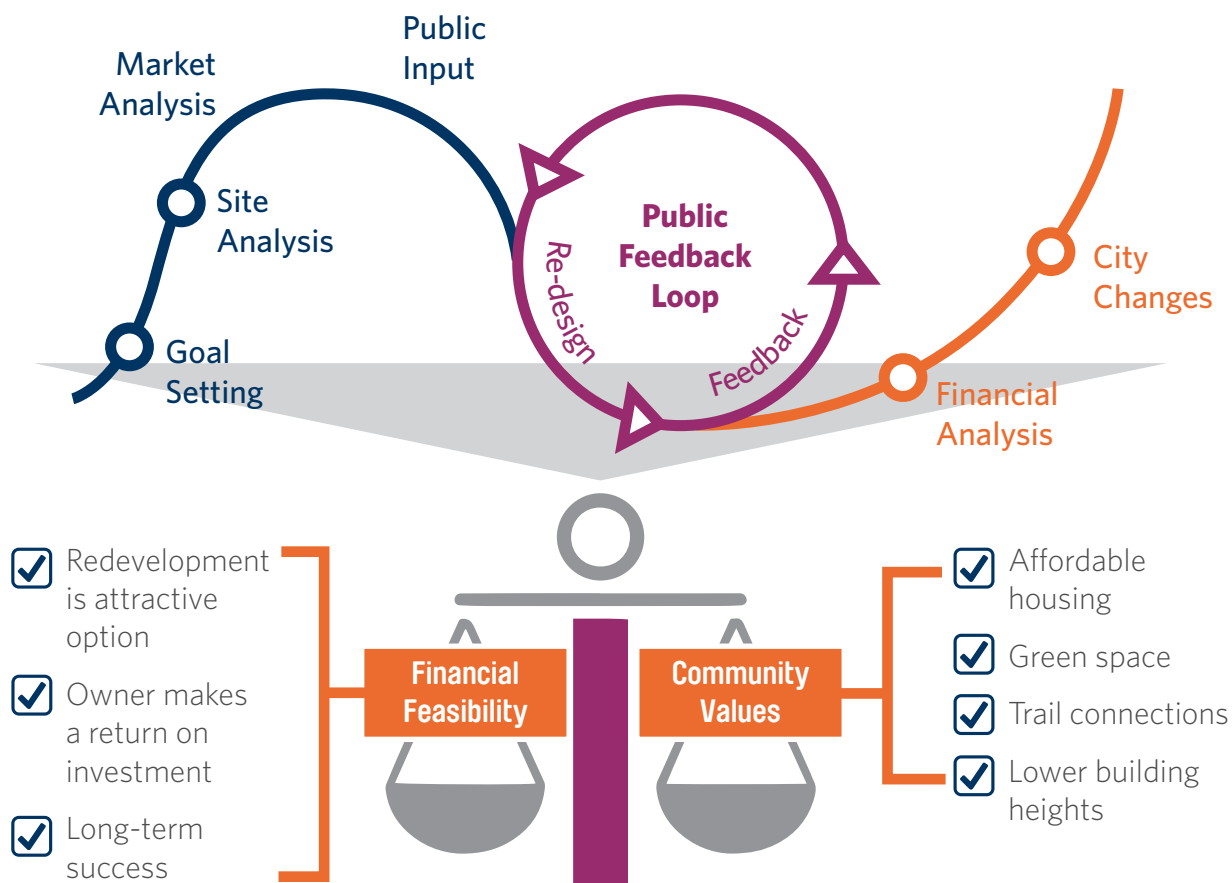 Public
Input
Market
Analysis
Site
Analysis
Goal
Setting
Public
Feedback
Loop
Re-design
Feedback
City
Changes
Financial
Analysis
Redevelopment
is attractive
option
Owner makes
a return on
investment
Long-term
success
Financial
Feasibility
Community
Values
Affordable
housing
Green space
Trail connections
Lower building
heights